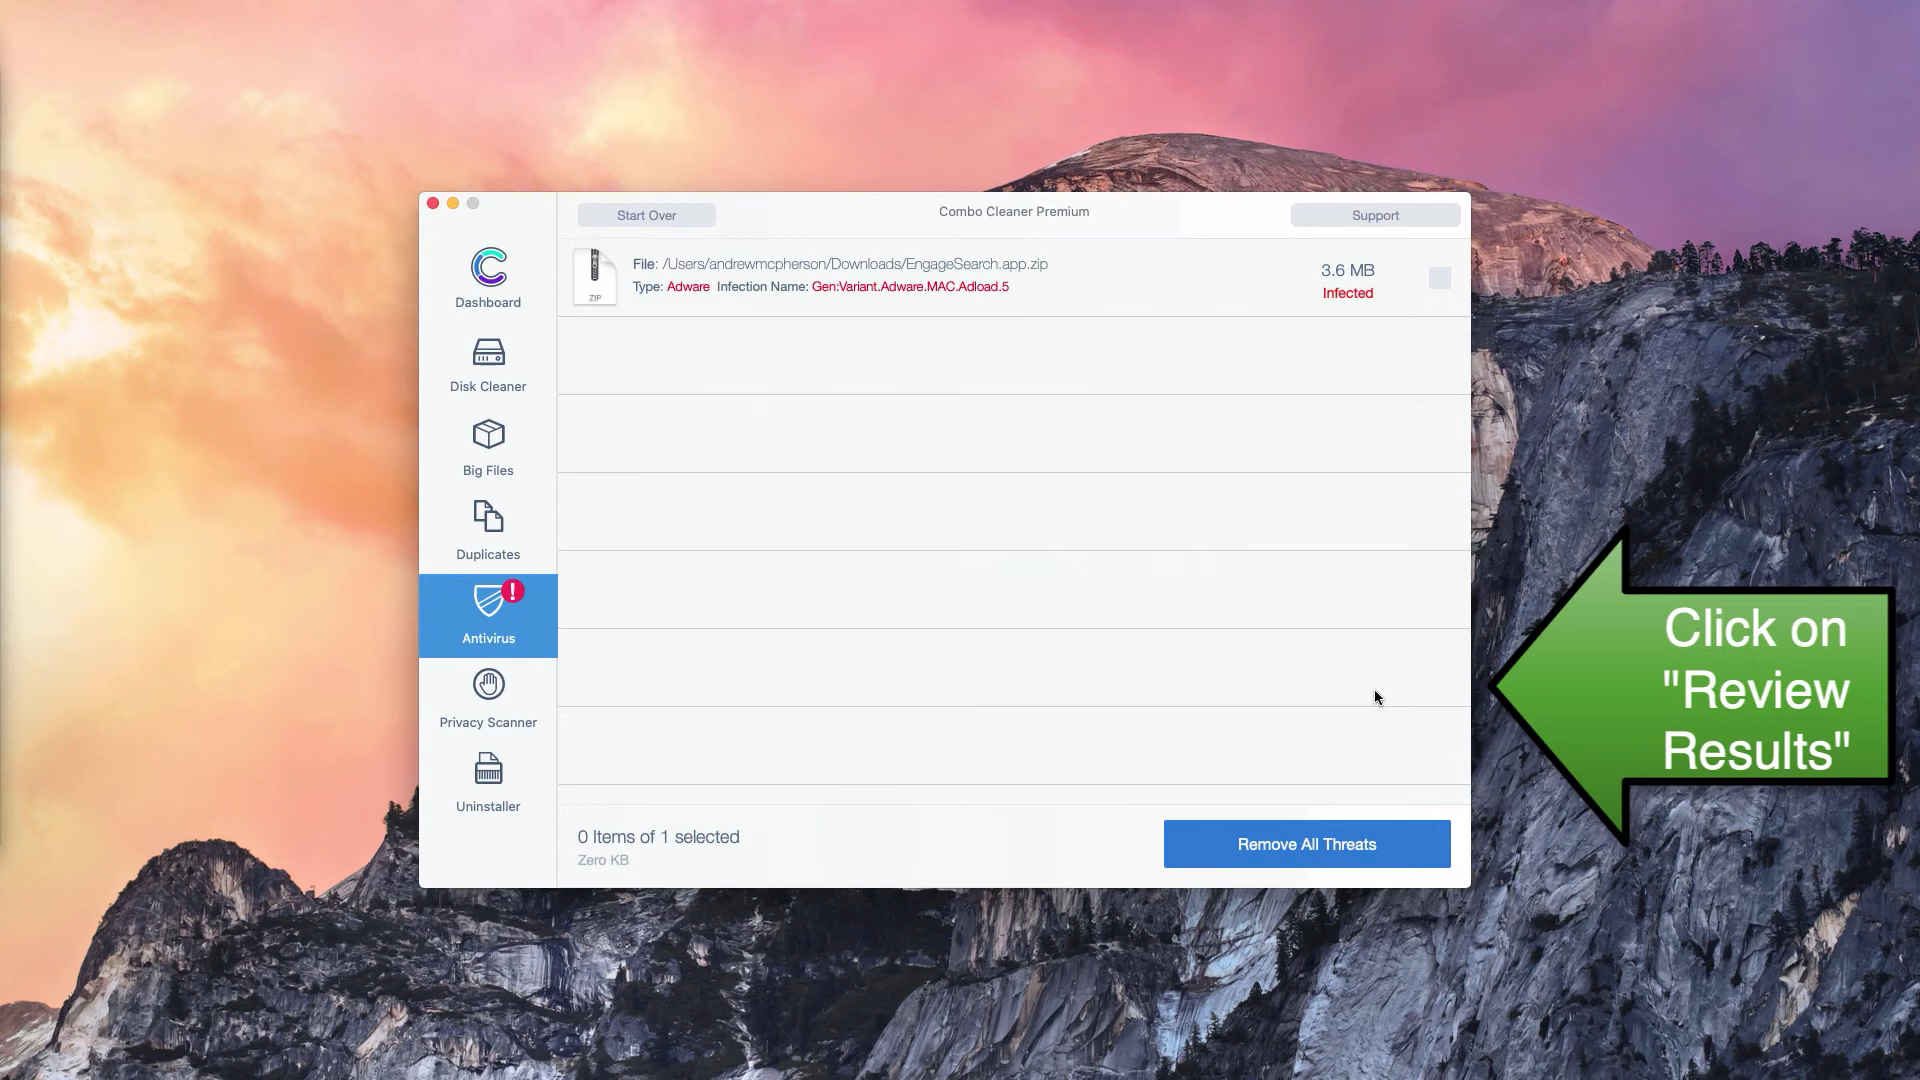 Start Over
Combo Cleaner Premium
Support
Dashboard
Disk Cleaner
Big Files
Duplicates
Antivirus
!
Privacy Scanner
Uninstaller
ZIP
File: /Users/andrewmcpherson/Downloads/EngageSearch.app.zip
Type: Adware Infection Name: Gen:Variant.Adware.MAC.Adload.5
3.6 MB
Infected
0 Items of 1 selected
Zero KB
Remove All Threats
Click on
"Review
Results"